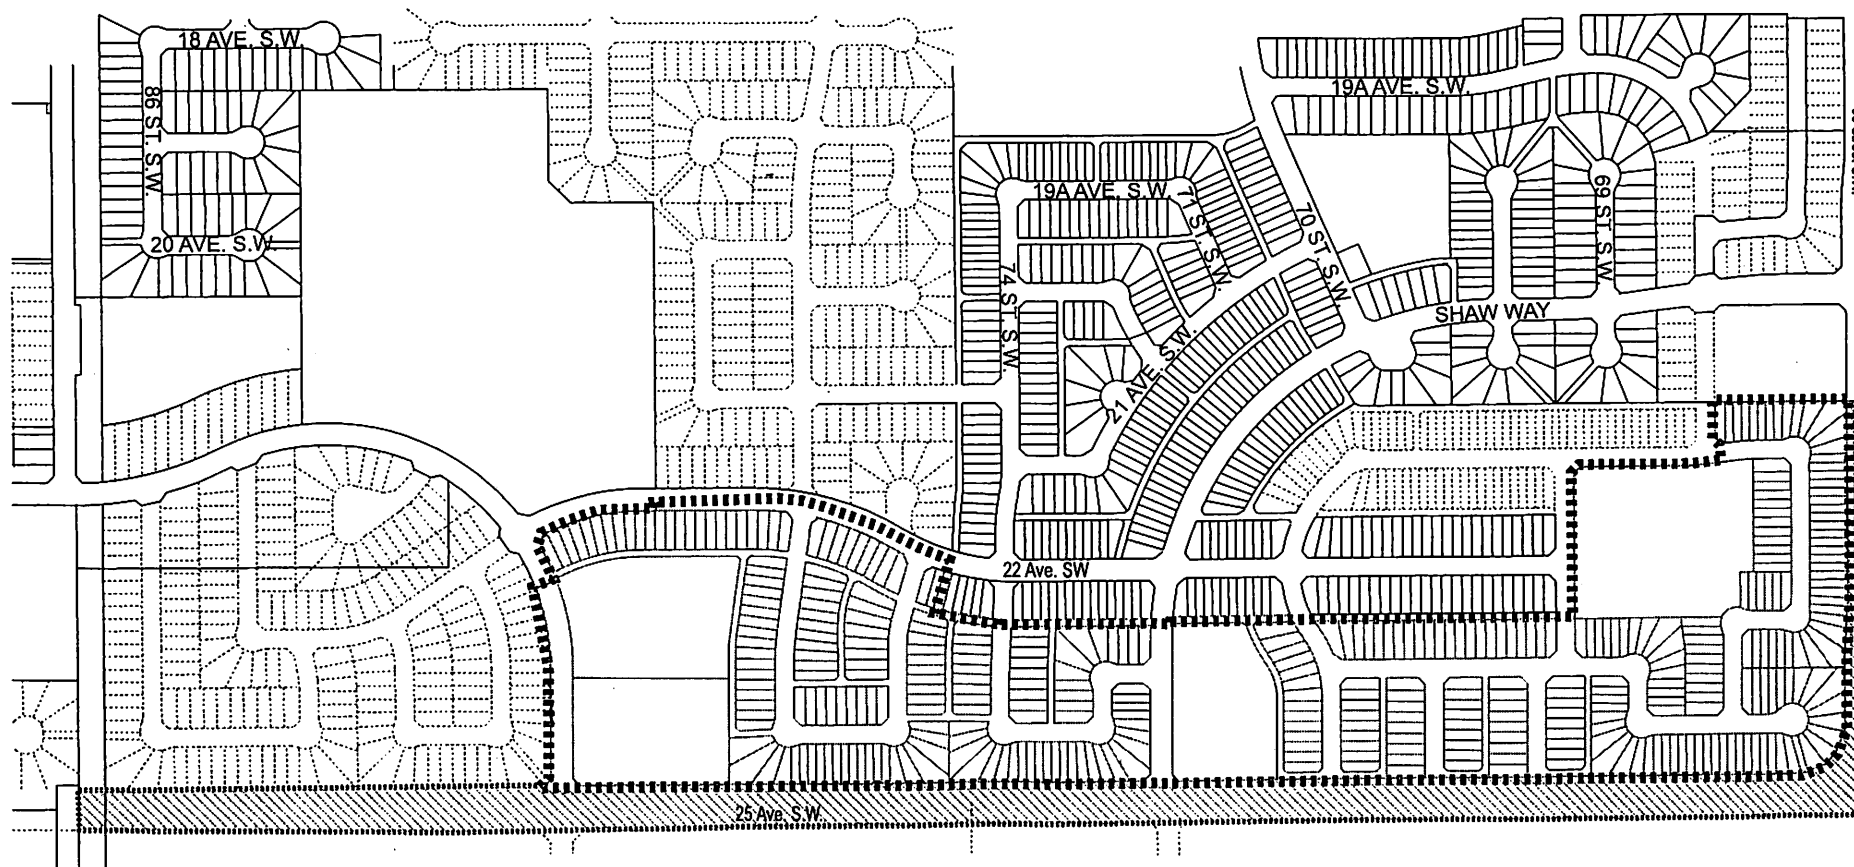 18 AVE. S.W.
19A AVE. S.W.
86 ST. S.W.
19A AVE. S.W.
71 ST. S.W.
70 ST. S.W.
69 ST. S.W.
20 AVE. S.W.
74 ST. S.W.
SHAW WAY
21 AVE. S.W.
22 Ave. SW
25 Ave. S.W.